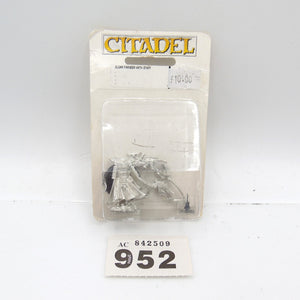 CITADEL
ELDAR FARSEER WITH STAFF
AC 842509
952